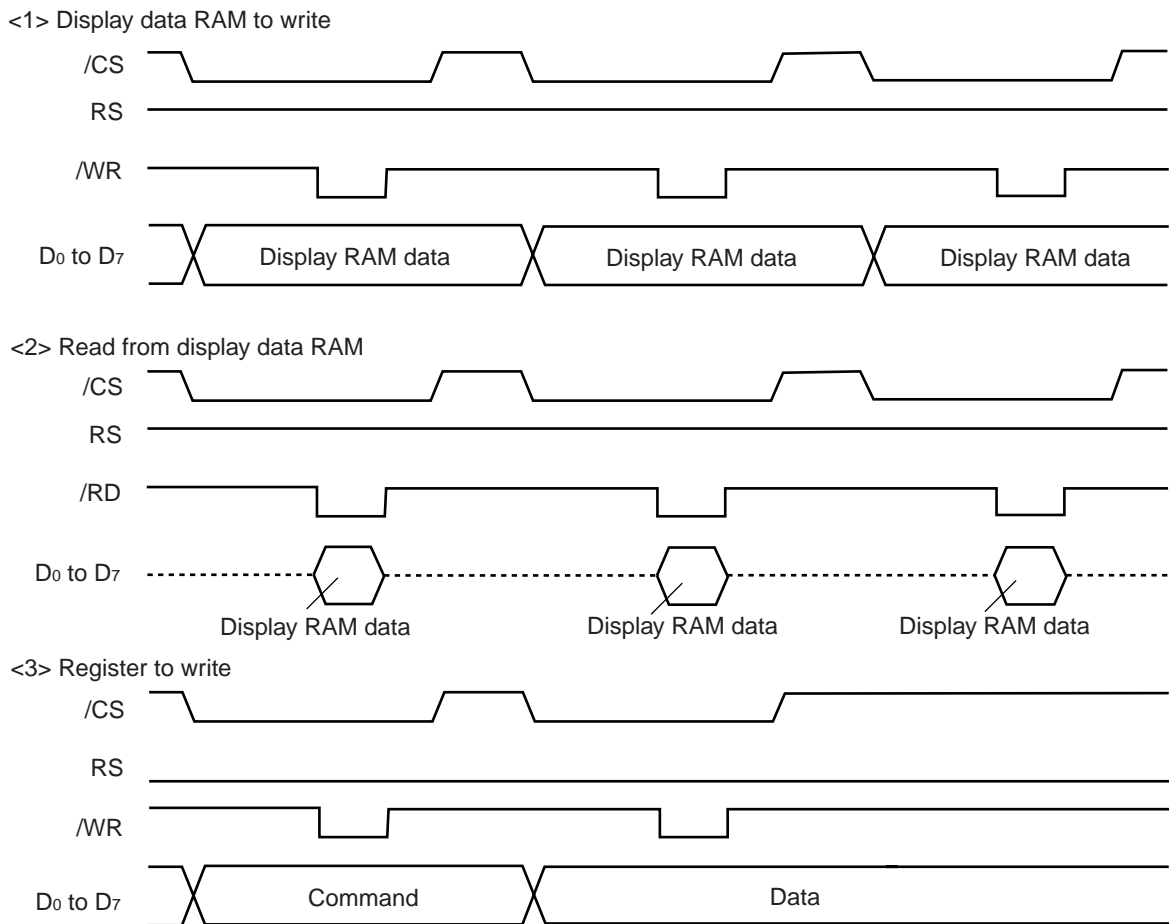 <1> Display data RAM to write
/CS
RS
/WR
D0 to D7
Display RAM data Display RAM data Display RAM data
<2> Read from display data RAM
/CS
RS
/RD
D0 to D7
Display RAM data Display RAM data Display RAM data
<3> Register to write
/CS
RS
/WR
D0 to D7
Command Data